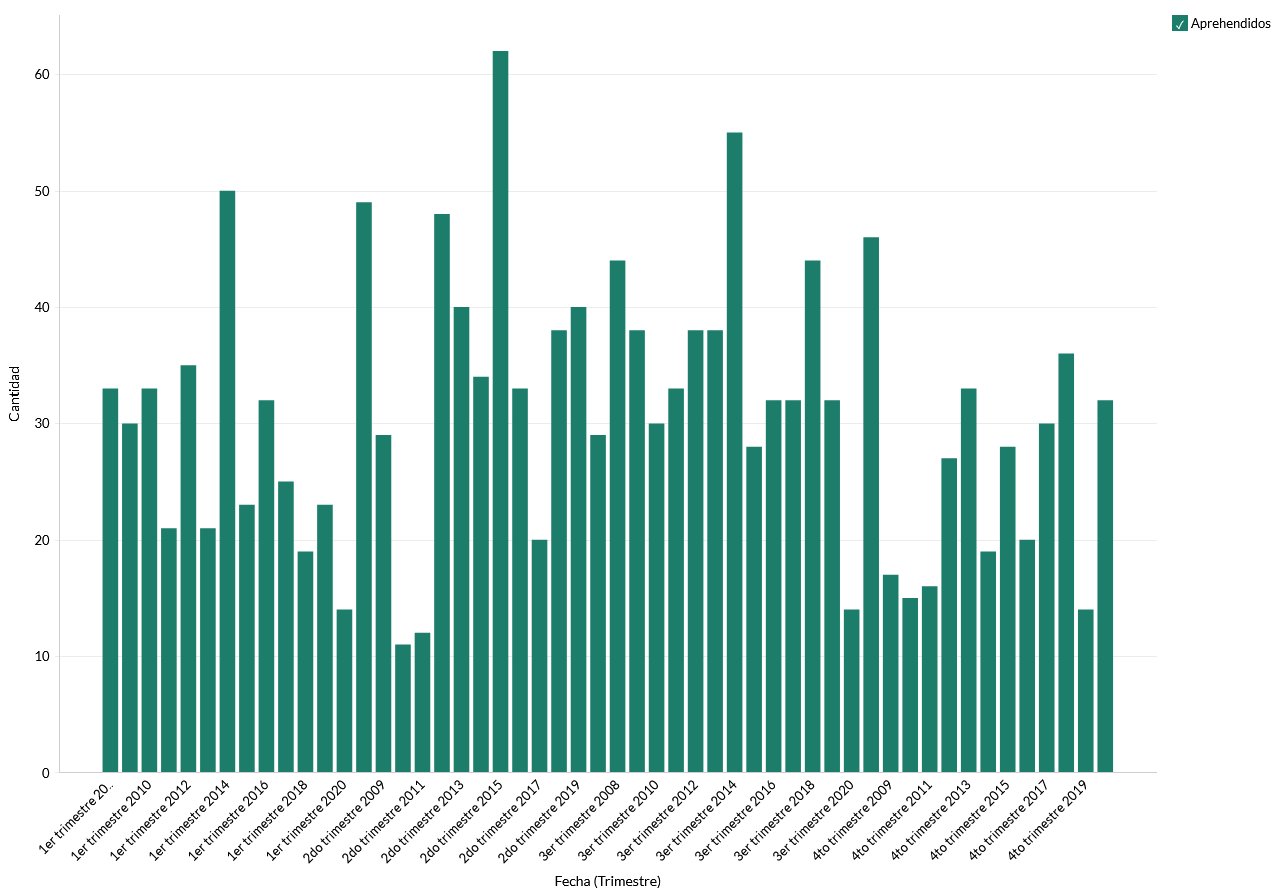 Aprehendidos
60
50
40
30
20
10
0
Cantidad
1er trimestre 20..
1er trimestre 2010
1er trimestre 2012
1er trimestre 2014
1er trimestre 2016
1er trimestre 2018
1er trimestre 2020
2do trimestre 2009
2do trimestre 2011
2do trimestre 2013
2do trimestre 2015
2do trimestre 2017
2do trimestre 2019
3er trimestre 2008
3er trimestre 2010
3er trimestre 2012
3er trimestre 2014
3er trimestre 2016
3er trimestre 2018
3er trimestre 2020
4to trimestre 2009
4to trimestre 2011
4to trimestre 2013
4to trimestre 2015
4to trimestre 2017
4to trimestre 2019
Fecha (Trimestre)